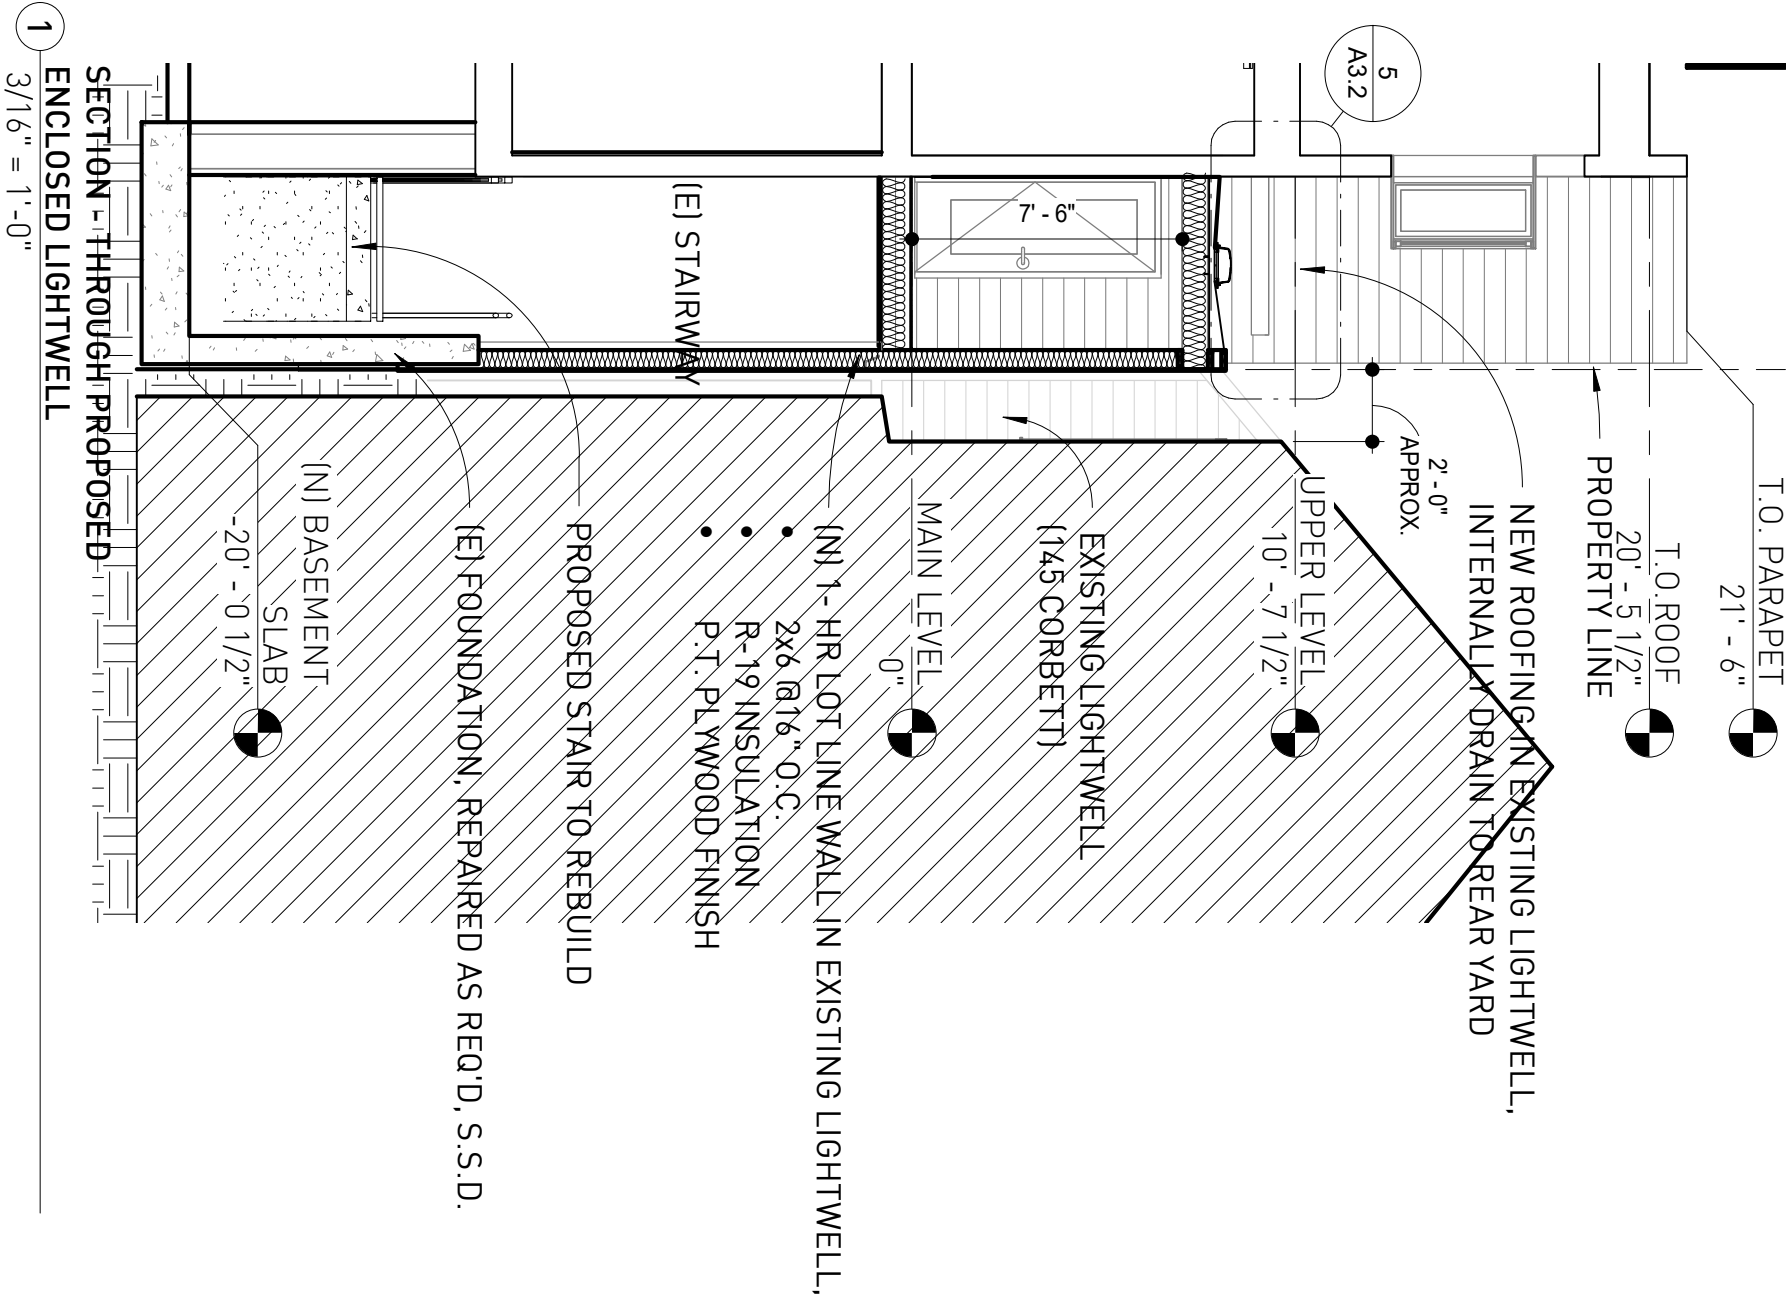 5
A3.2
T.O. PARAPET
21' - 6"
T.O.ROOF
20' - 5 1/2"
PROPERTY LINE
NEW ROOFING IN EXISTING LIGHTWELL,
INTERNALLY DRAIN TO REAR YARD
2' - 0"
APPROX.
UPPER LEVEL
10' - 7 1/2"
7' - 6"
EXISTING LIGHTWELL
(145 CORBETT)
MAIN LEVEL
0"
(N) 1- HR LOT LINE WALL IN EXISTING LIGHTWELL,
• 2x6 @16" O.C.
• R-19 INSULATION
• P.T. PLYWOOD FINISH
(E) STAIRWAY
PROPOSED STAIR TO REBUILD
(E) FOUNDATION, REPAIRED AS REQ'D, S.S.D.
(N) BASEMENT
SLAB
-20' - 0 1/2"
SECTION - THROUGH PROPOSED
ENCLOSED LIGHTWELL
1
3/16" = 1'-0"